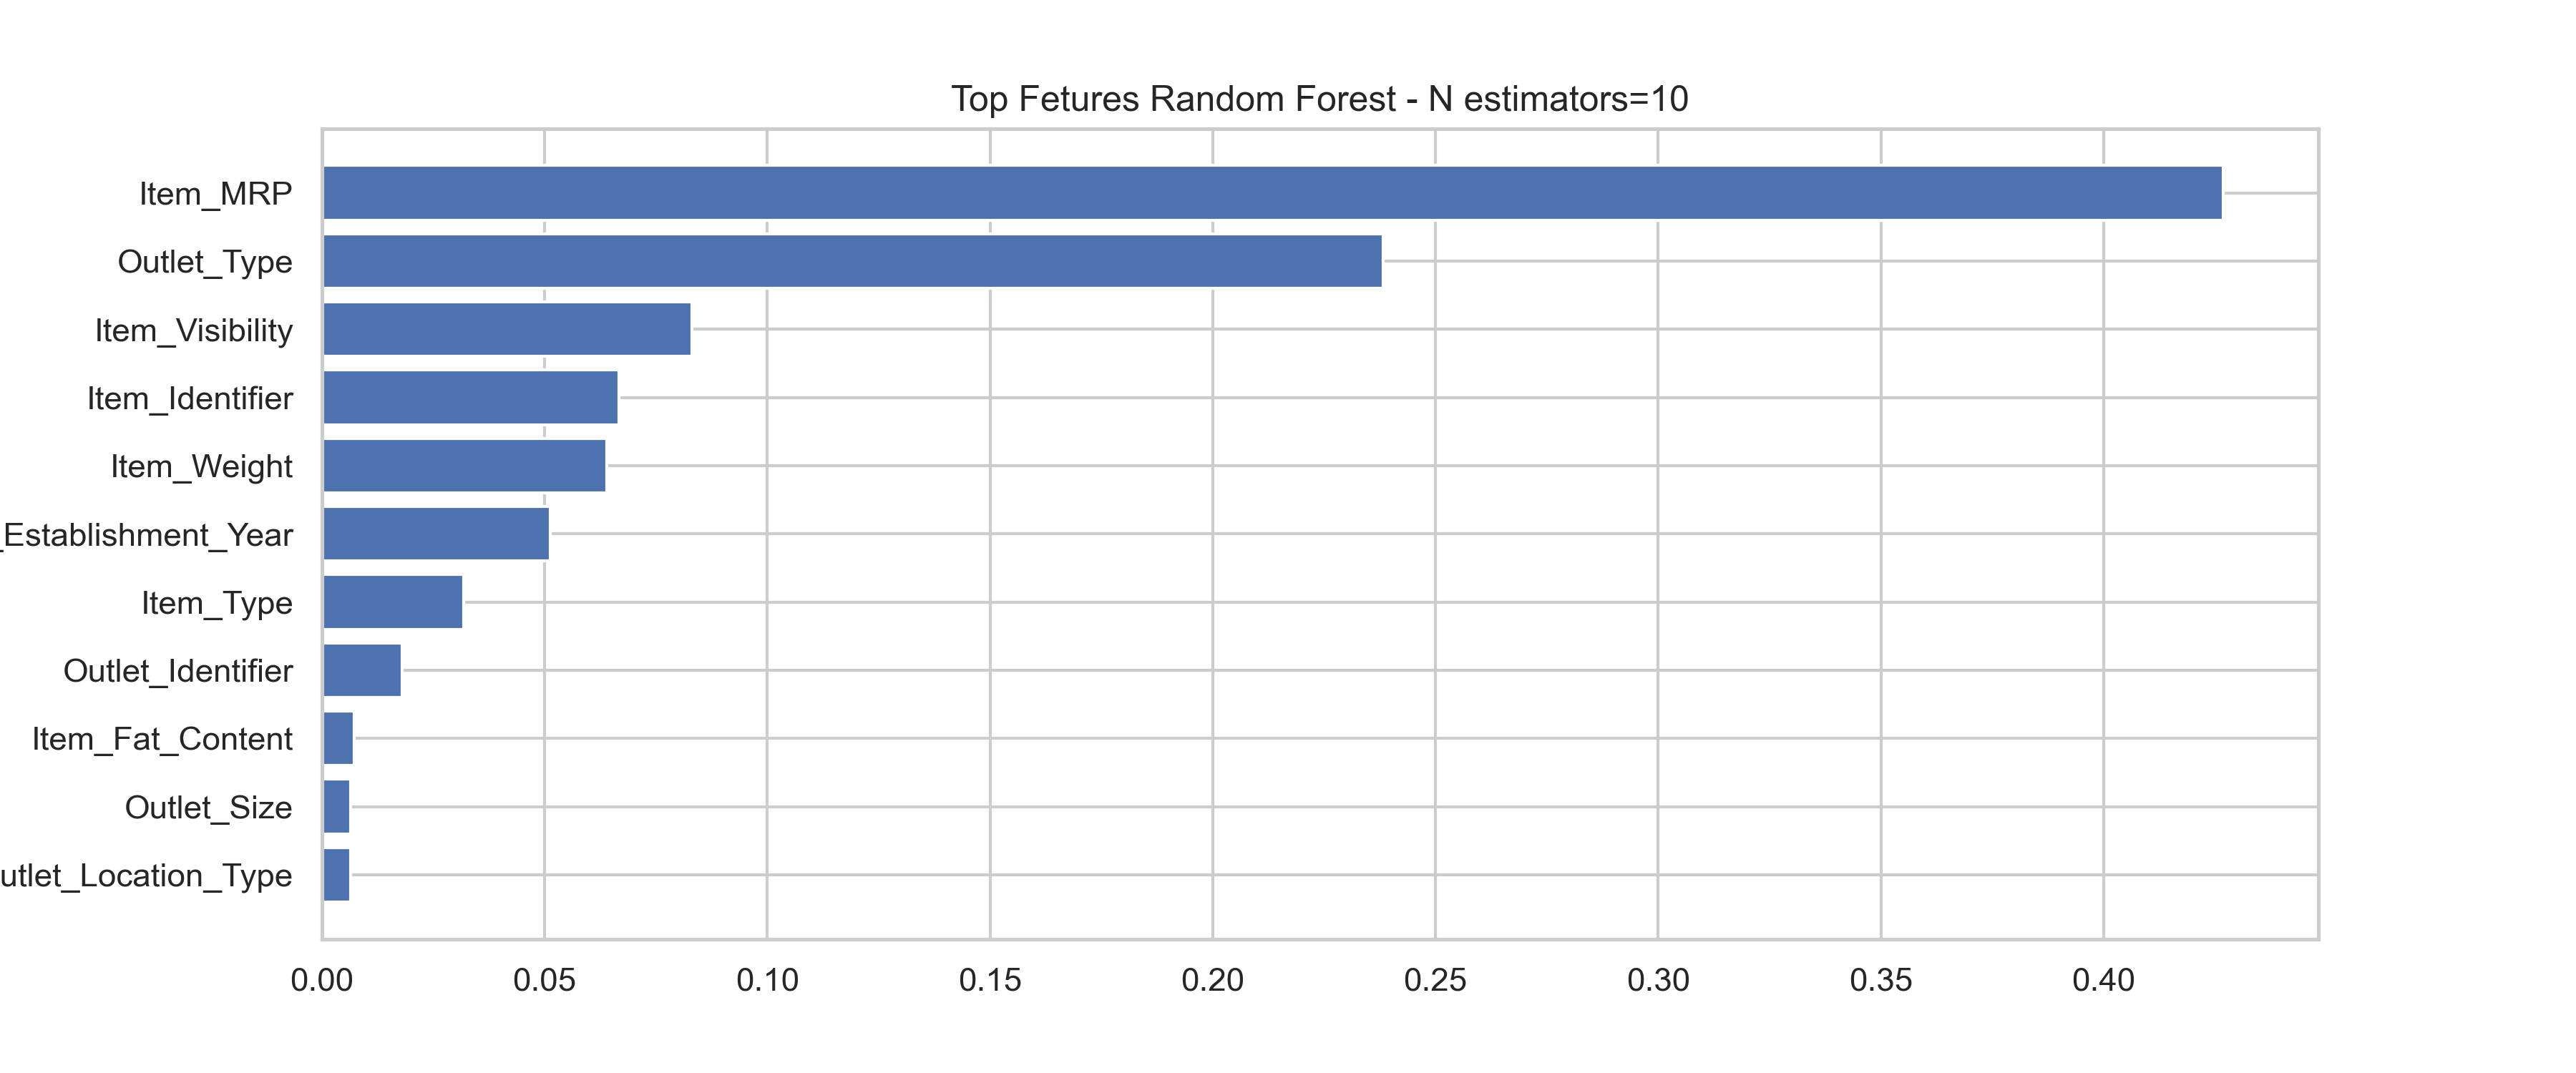 Top Fetures Random Forest - N estimators=10
Item_MRP
Outlet_Type
Item_Visibility
Item_Identifier
Item_Weight
_Establishment_Year
Item_Type
Outlet_Identifier
Item_Fat_Content
Outlet_Size
utlet_Location_Type
0.00 0.05 0.10 0.15 0.20 0.25 0.30 0.35 0.40